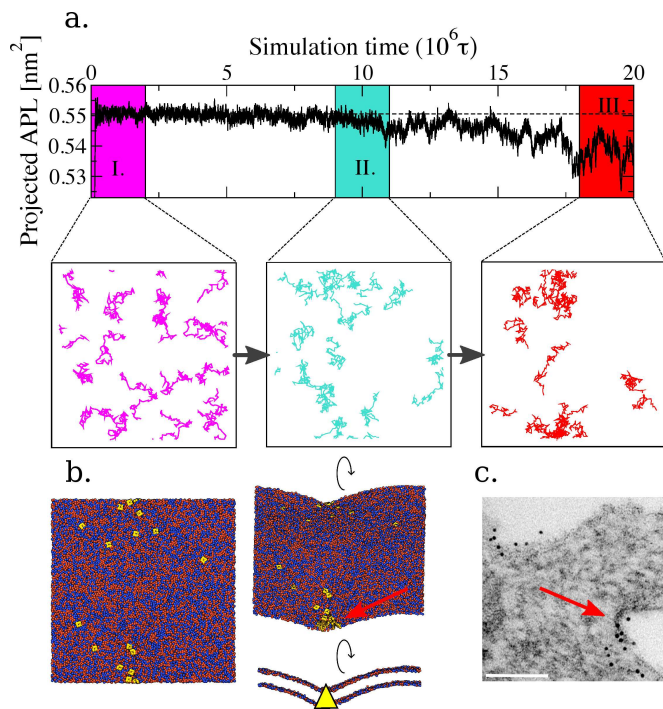 a.
Simulation time (10⁶τ)
0 5 10 15 20
Projected APL [nm²]
0.56
0.55
0.54
0.53
I.
II.
III.
b.
c.